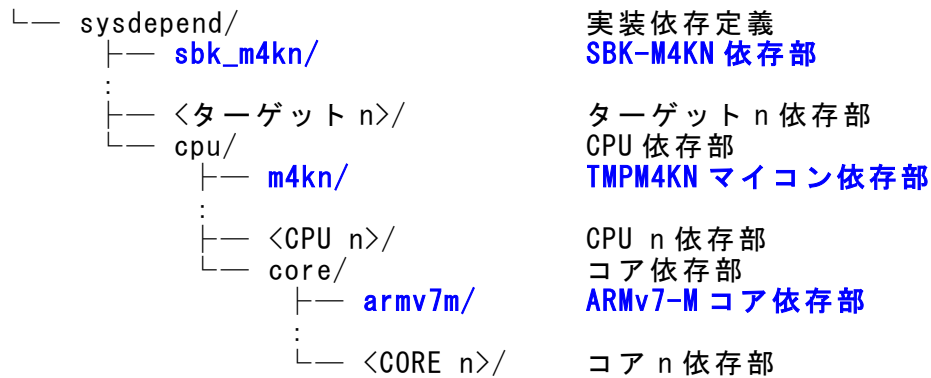 └─ sysdepend/ 実装依存定義
├─ sbk_m4kn/ SBK-M4KN 依存部
:
├─ <ターゲット n>/ ターゲット n 依存部
└─ cpu/ CPU 依存部
├─ m4kn/ TMPM4KN マイコン依存部
:
├─ <CPU n>/ CPU n 依存部
└─ core/ コア依存部
├─ armv7m/ ARMv7-M コア依存部
:
└─ <CORE n>/ コア n 依存部